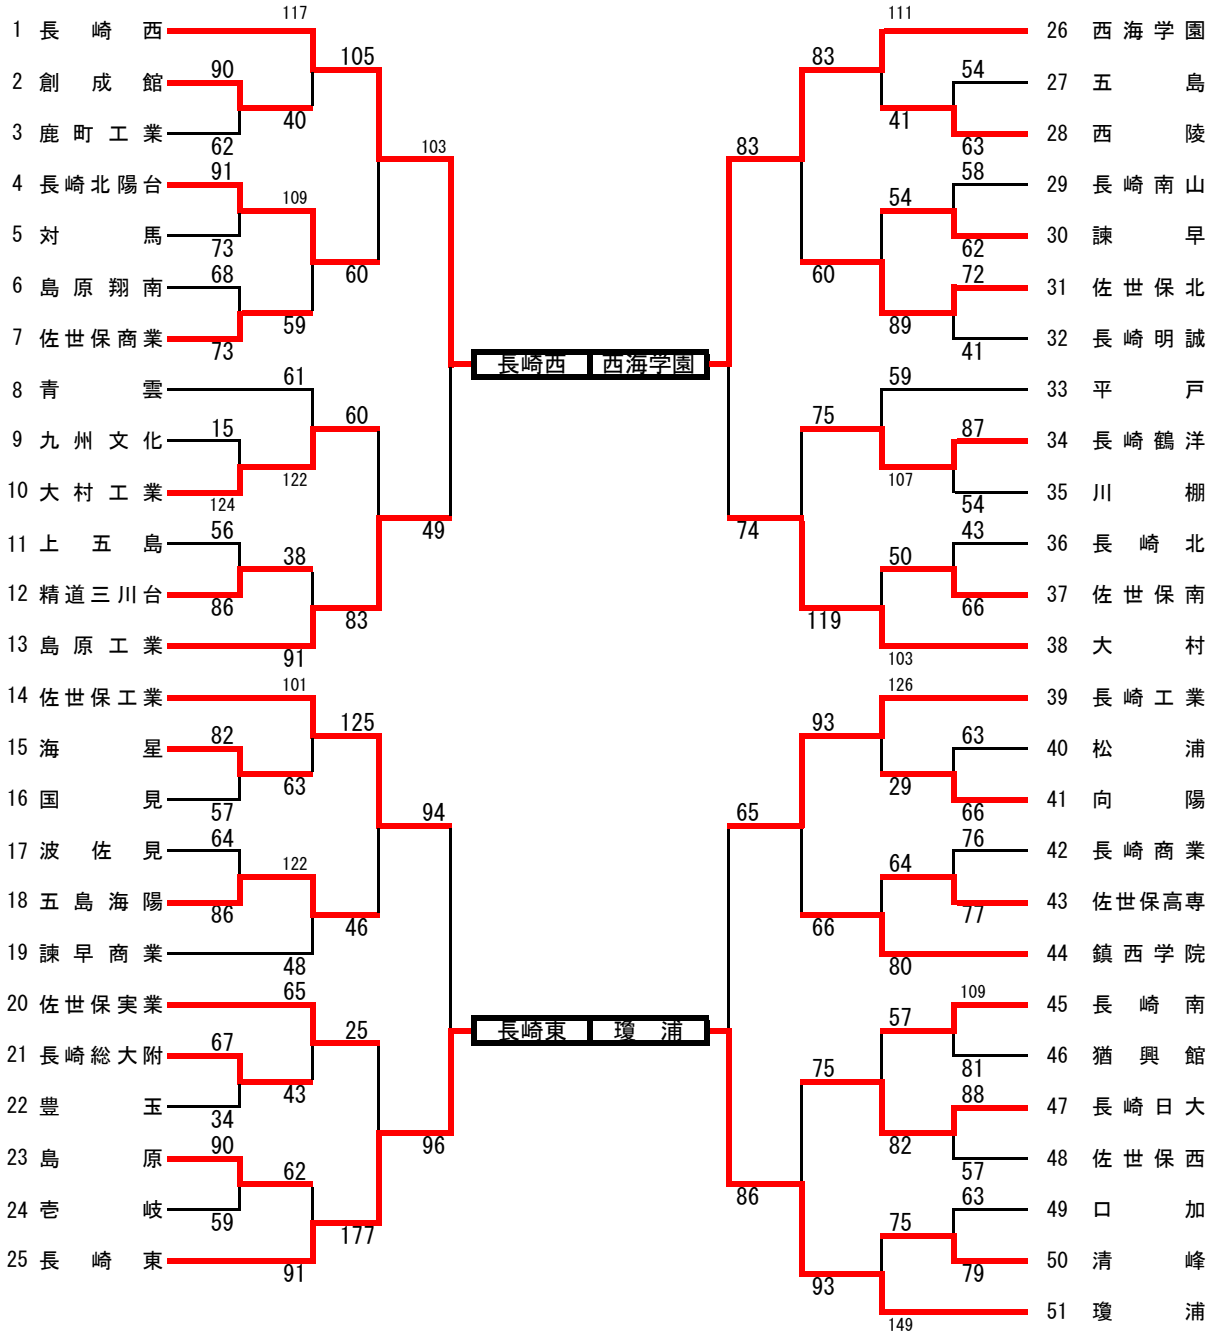 117
1 長崎西
105
90
2 創成館
40
3 鹿町工業
62
103
91
4 長崎北陽台
109
5 対馬
73
60
68
6 島原翔南
59
7 佐世保商業
73
長崎西 西海学園
61
8 青雲
60
15
9 九州文化
122
10 大村工業
124
49
56
11 上五島
38
12 精道三川台
86
83
13 島原工業
91
101
14 佐世保工業
125
82
15 海星
63
16 国見
57
94
64
17 波佐見
122
18 五島海陽
86
46
19 諫早商業
48
65
20 佐世保実業
25
長崎東 瓊浦
67
21 長崎総大附
43
22 豊玉
34
96
90
23 島原
62
24 壱岐
59
177
25 長崎東
91
111
26 西海学園
83
54
27 五島
41
28 西陵
63
83
58
29 長崎南山
54
30 諫早
62
60
72
31 佐世保北
89
32 長崎明誠
41
59
33 平戸
75
87
34 長崎鶴洋
107
35 川棚
54
74
43
36 長崎北
50
37 佐世保南
66
119
38 大村
103
126
39 長崎工業
93
63
40 松浦
29
41 向陽
66
65
76
42 長崎商業
64
43 佐世保高専
77
66
44 鎮西学院
80
109
45 長崎南
57
46 猶興館
81
75
88
47 長崎日大
82
48 佐世保西
57
86
63
49 口加
75
50 清峰
79
93
51 瓊浦
149